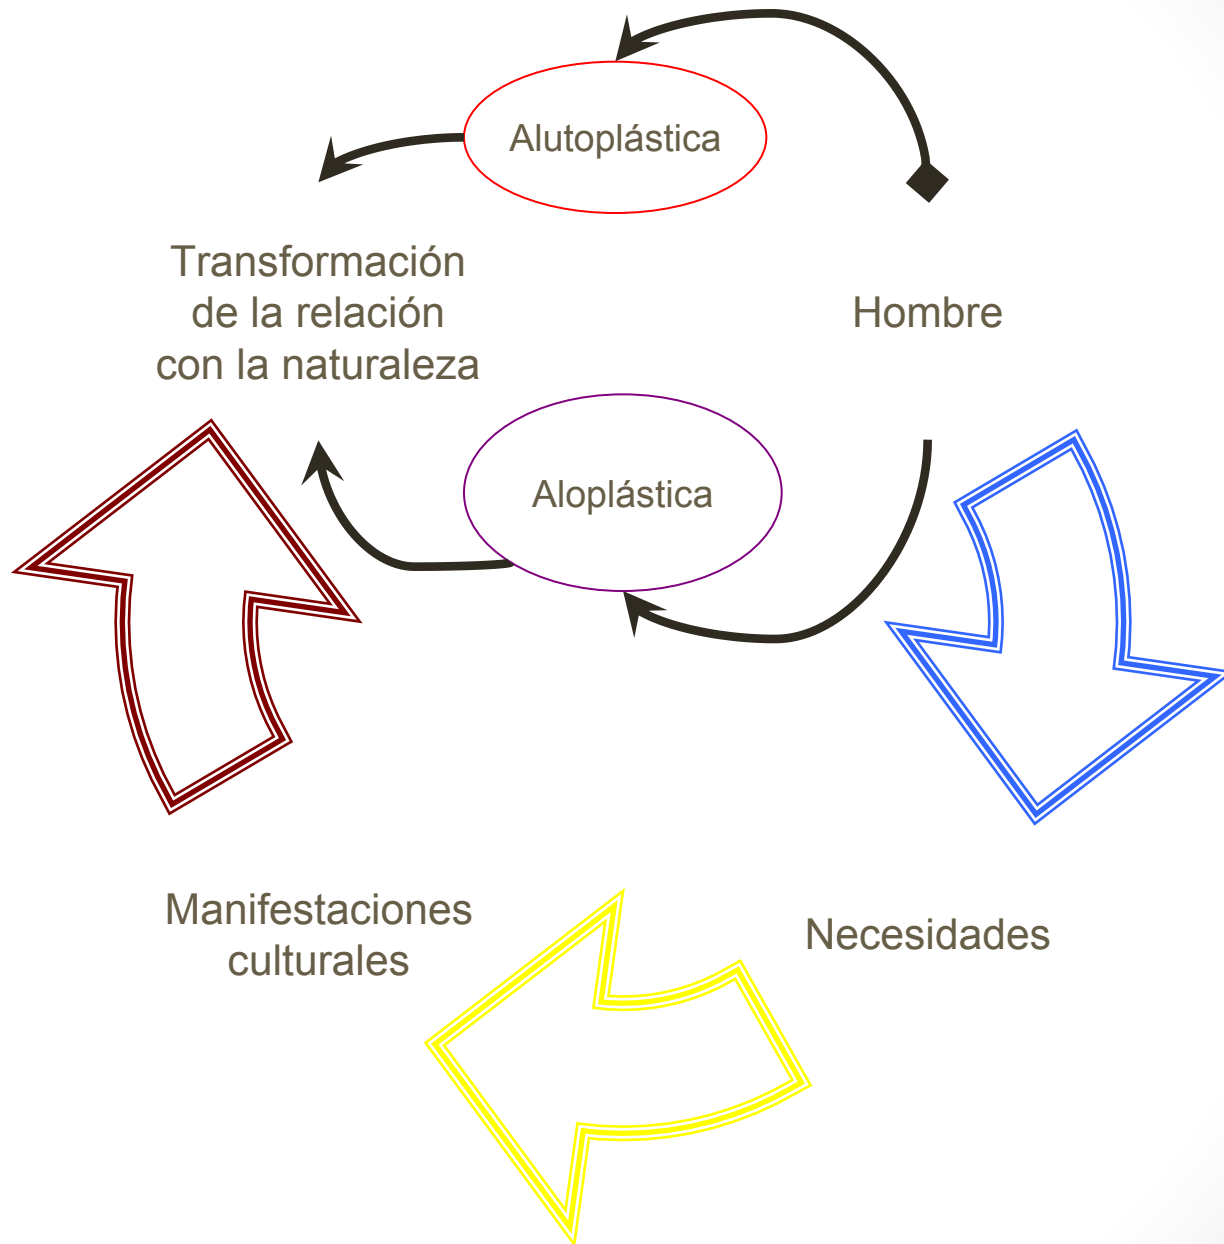 Alutoplástica
Transformación
de la relación
con la naturaleza
Hombre
Aloplástica
Manifestaciones
culturales
Necesidades